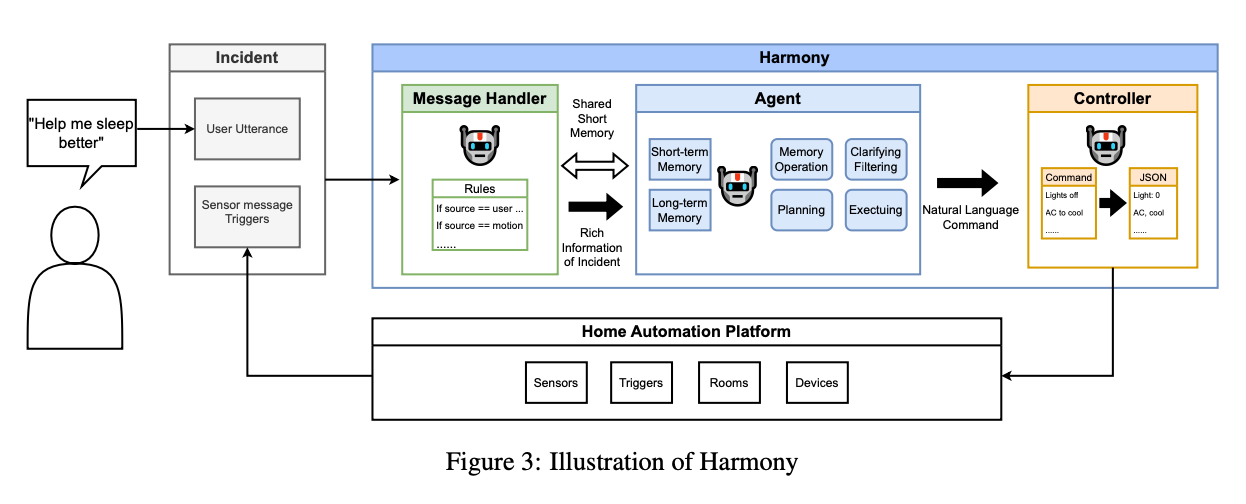 Incident
Harmony
"Help me sleep
better"
User Utterance
Sensor message
Triggers
Message Handler
Rules
If source == user ...
If source == motion
......
Shared
Short
Memory
Rich
Information
of Incident
Agent
Short-term
Memory
Long-term
Memory
Memory
Operation
Clarifying
Filtering
Planning
Exectuing
Natural Language
Command
Controller
Command
Lights off
AC to cool
......
JSON
Light: 0
AC, cool
......
Home Automation Platform
Sensors
Triggers
Rooms
Devices
Figure 3: Illustration of Harmony